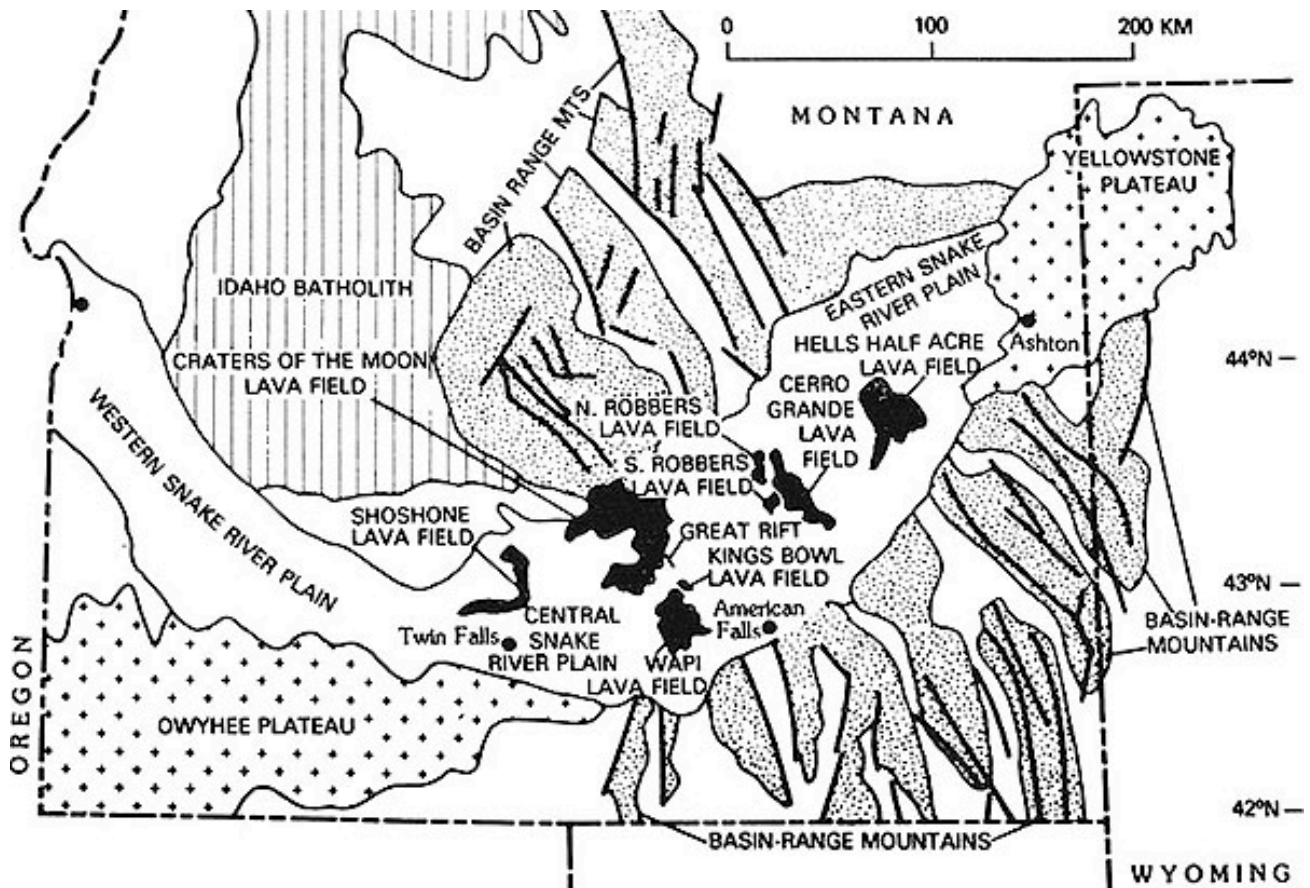 0 100 200 KM
MONTANA
BASIN RANGE MTS
YELLOWSTONE
PLATEAU
IDAHO BATHOLITH
EASTERN SNAKE
RIVER PLAIN
Ashton
44°N
CRATERS OF THE MOON
LAVA FIELD
HELLS HALF ACRE
LAVA FIELD
CERRO
GRANDE
LAVA
FIELD
N. ROBBERS
LAVA FIELD
S. ROBBERS
LAVA FIELD
WESTERN SNAKE RIVER PLAIN
SHOSHONE
LAVA FIELD
GREAT RIFT
KINGS BOWL
LAVA FIELD
43°N
American
Falls
Twin Falls
CENTRAL
SNAKE
RIVER PLAIN
WAPI
LAVA FIELD
BASIN-RANGE
MOUNTAINS
OREGON
OWYHEE PLATEAU
42°N
BASIN-RANGE MOUNTAINS
WYOMING